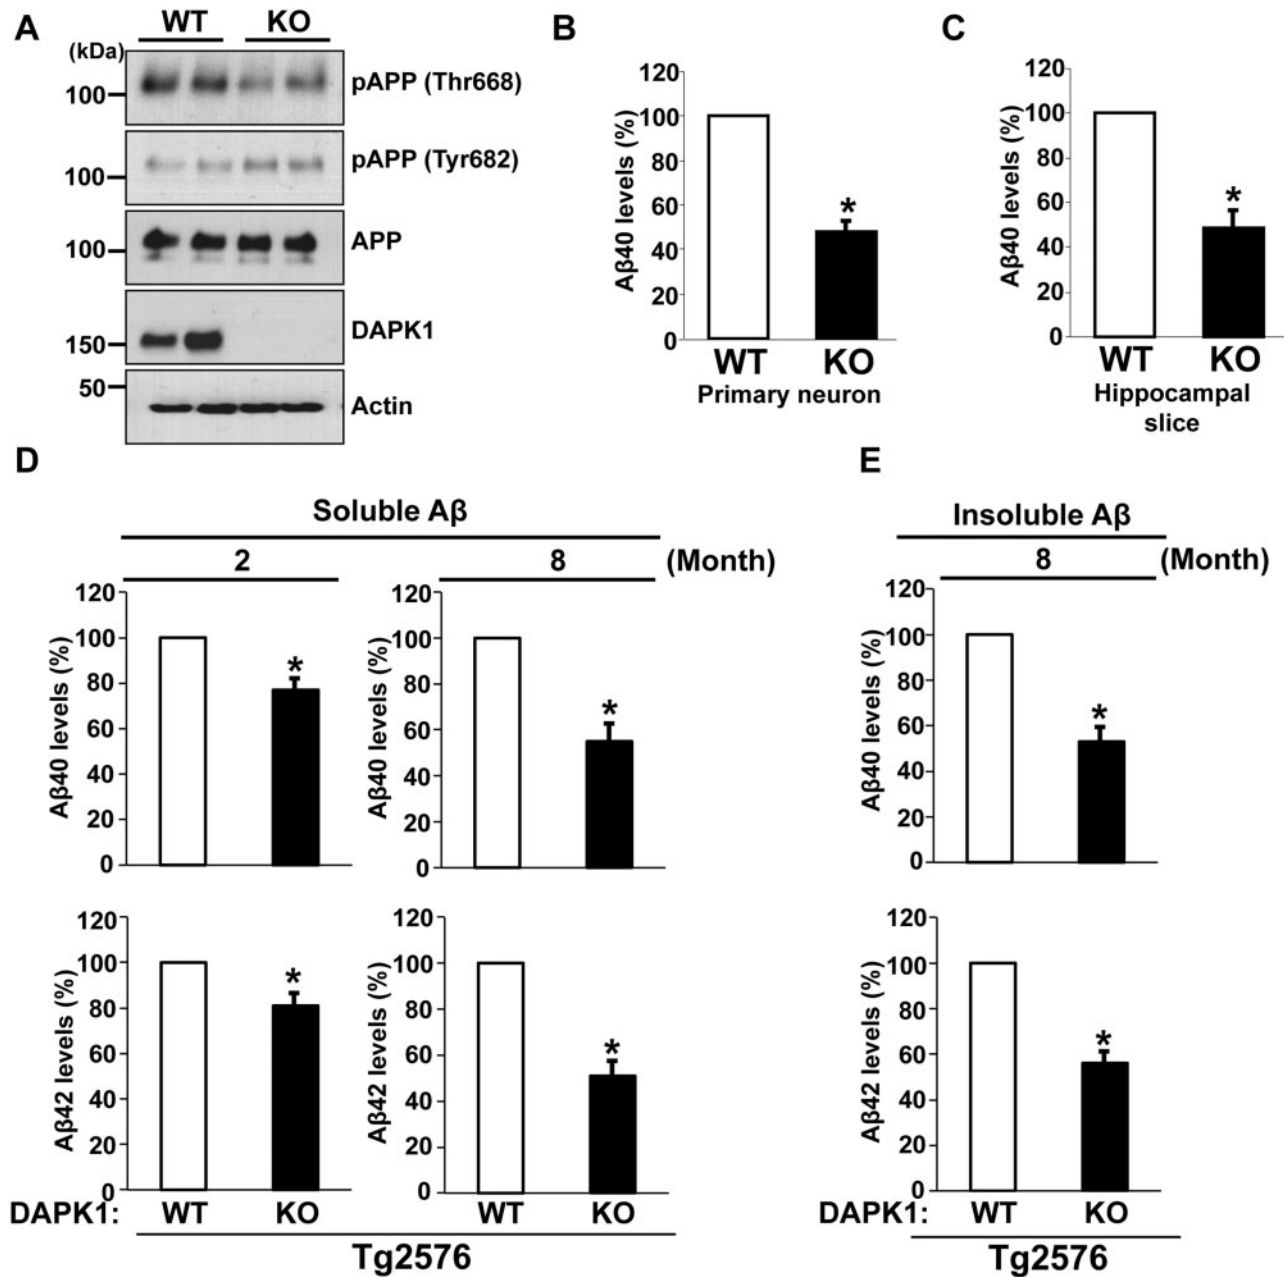 A
WT KO
(kDa)
pAPP (Thr668)
100
pAPP (Tyr682)
100
APP
100
DAPK1
150
50
Actin
B
Aβ40 levels (%)
120
100
80
60
40
20
0
*
WT KO
Primary neuron
C
Aβ40 levels (%)
120
100
80
60
40
20
0
*
WT KO
Hippocampal
slice
D
Soluble Aβ
2 8 (Month)
Aβ40 levels (%)
120
100
80
60
40
20
0
*
Aβ40 levels (%)
120
100
80
60
40
20
0
*
Aβ42 levels (%)
120
100
80
60
40
20
0
*
Aβ42 levels (%)
120
100
80
60
40
20
0
*
DAPK1: WT KO WT KO
Tg2576
E
Insoluble Aβ
8 (Month)
Aβ40 levels (%)
120
100
80
60
40
20
0
*
Aβ42 levels (%)
120
100
80
60
40
20
0
*
DAPK1: WT KO
Tg2576